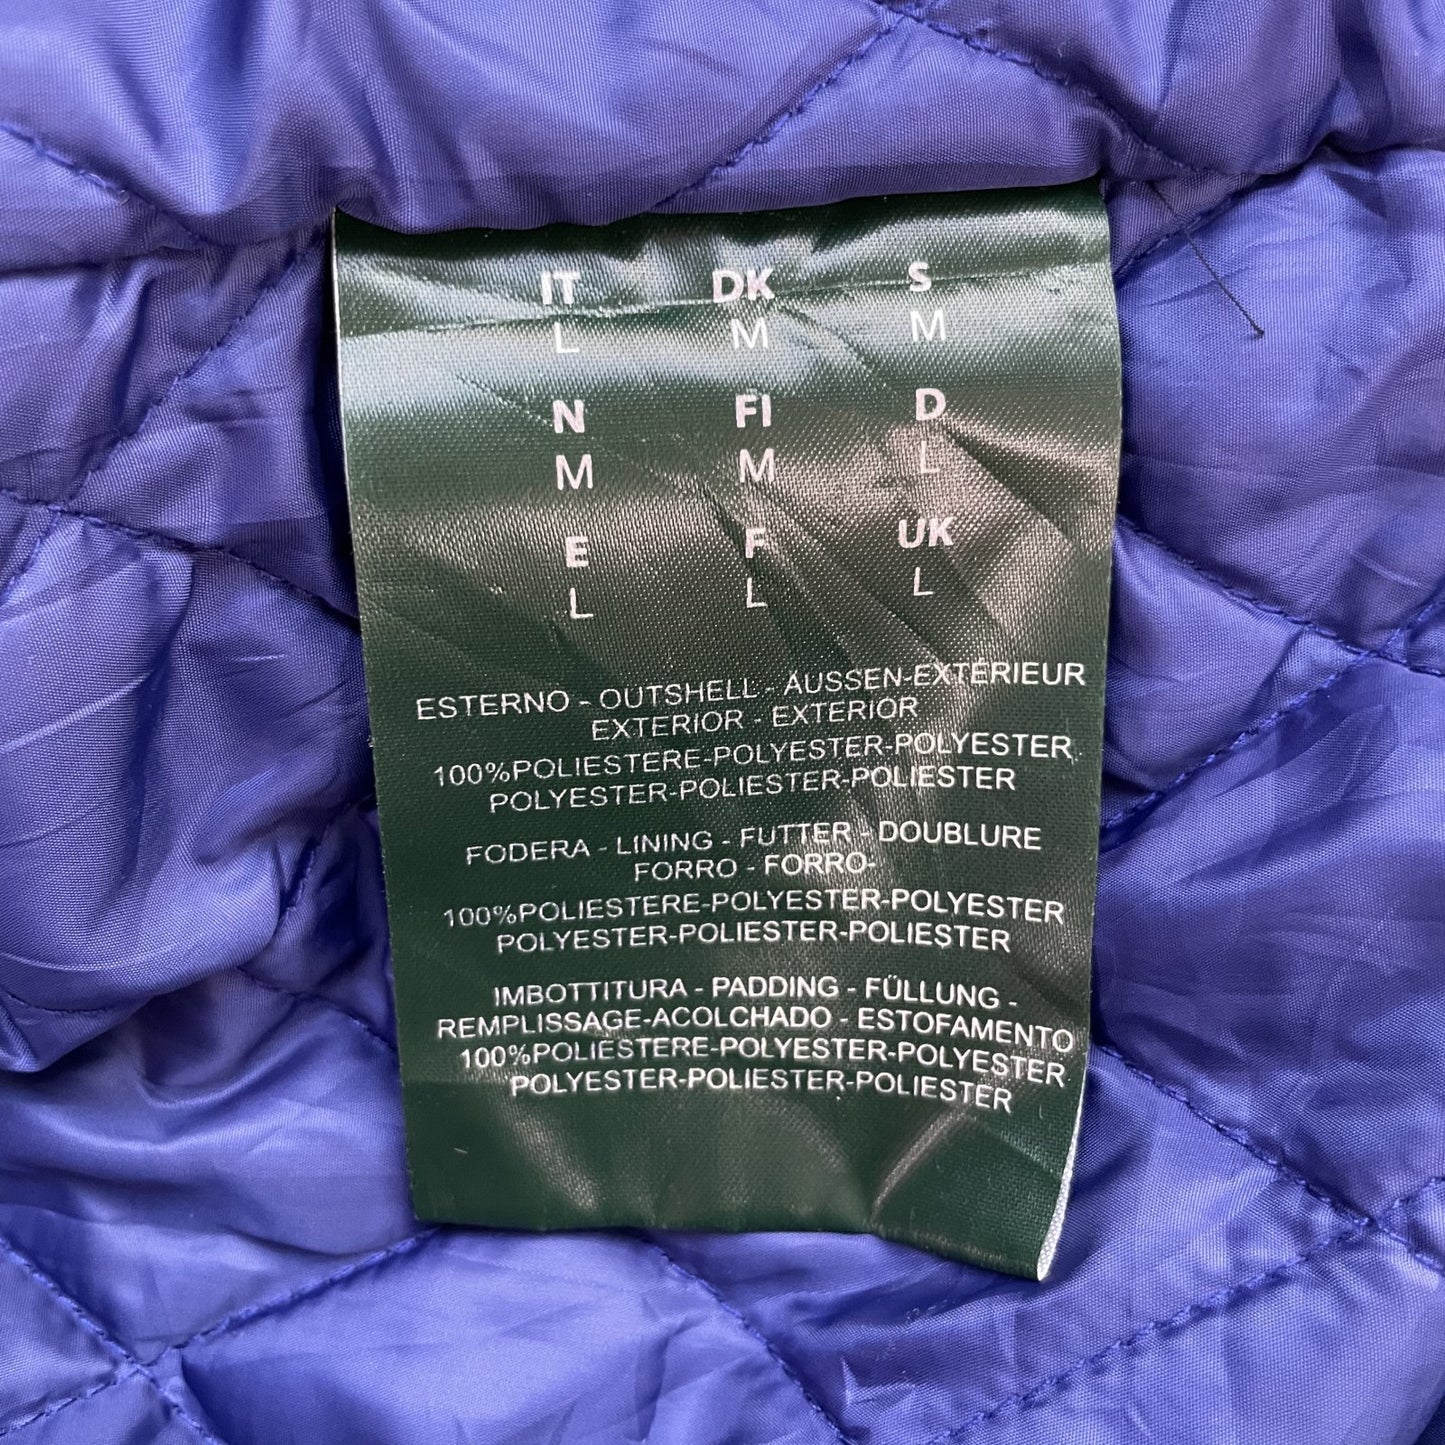 IT DK S
L M M
N FI D
M M L
E F UK
L L L
ESTERNO - OUTSHELL - AUSSEN-EXTÉRIEUR
EXTERIOR - EXTERIOR
100%POLIESTERE-POLYESTER-POLYESTER
POLYESTER-POLIESTER-POLIESTER
FODERA - LINING - FUTTER - DOUBLURE
FORRO - FORRO-
100%POLIESTERE-POLYESTER-POLYESTER
POLYESTER-POLIESTER-POLIESTER
IMBOTTITURA - PADDING - FÜLLUNG -
REMPLISSAGE-ACOLCHADO - ESTOFAMENTO
100%POLIESTERE-POLYESTER-POLYESTER
POLYESTER-POLIESTER-POLIESTER